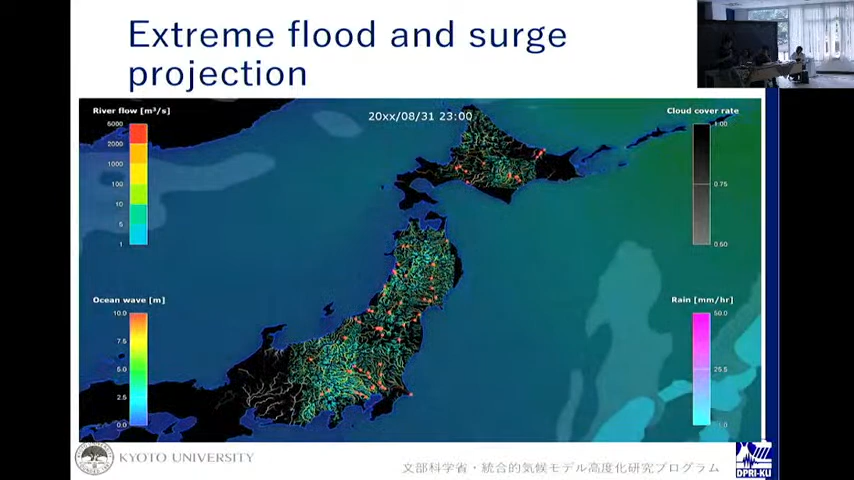 Extreme flood and surge
projection
River flow [m³/s]
5000
2000
1000
100
10
5
1
20xx/08/31 23:00
Cloud cover rate
1.00
0.75
0.50
Ocean wave [m]
10.0
7.5
5.0
2.5
0.0
Rain [mm/hr]
50.0
25.5
1.0
KYOTO UNIVERSITY
文部科学省・統合的気候モデル高度化研究プログラム
DPRI-KU